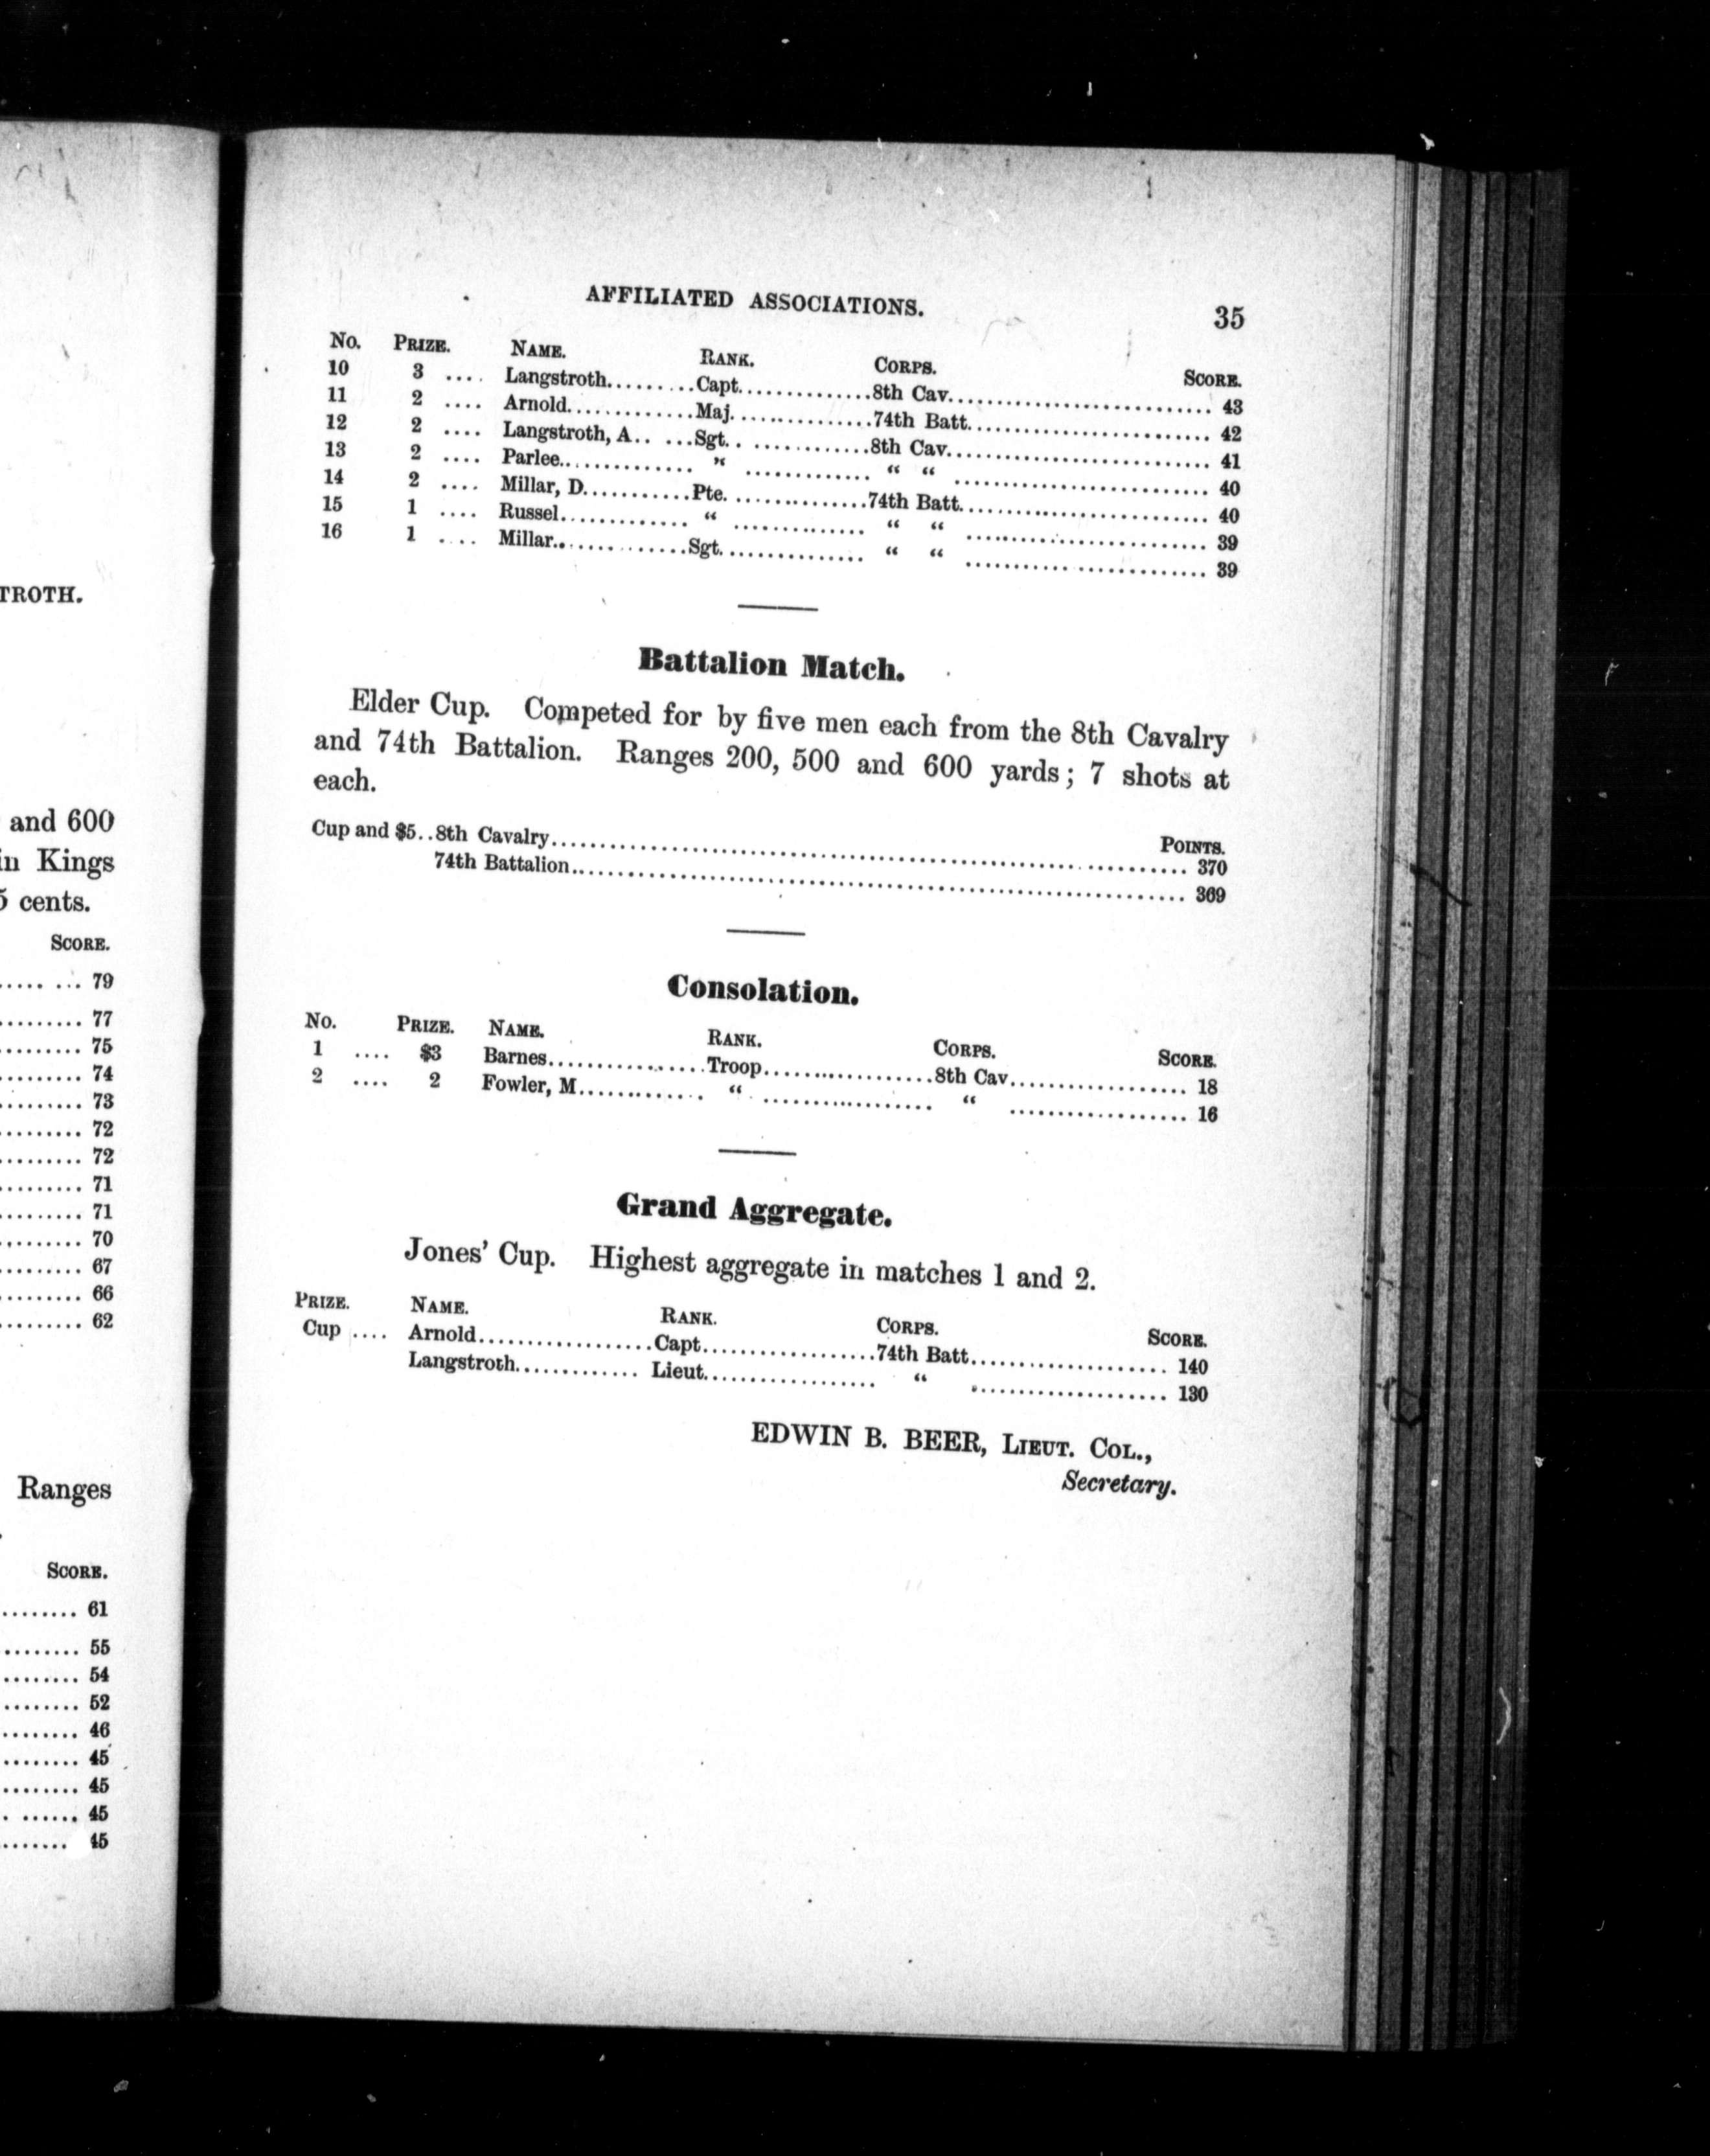 TROTH.
and 600
in Kings
5 cents.
SCORE.
..... ... 79
......... 77
......... 75
......... 74
......... 73
......... 72
......... 72
......... 71
......... 71
......... 70
......... 67
......... 66
......... 62
Ranges
SCORE.
........ 61
......... 55
........ 54
........ 52
........ 46
........ 45
........ 45
. ...... 45
....... 45
AFFILIATED ASSOCIATIONS. 35
No. PRIZE. NAME. RANK. CORPS. SCORE.
10 3 .... Langstroth.........Capt..............8th Cav.............................. 43
11 2 .... Arnold.............Maj...............74th Batt........................... 42
12 2 .... Langstroth, A.. ...Sgt.. ............8th Cav.............................. 41
13 2 .... Parlee.............. " ............. " " ............................ 40
14 2 .... Millar, D...........Pte. ..............74th Batt........................... 40
15 1 .... Russel............. " .............. " " .......................... 39
16 1 .... Millar..............Sgt................ " " .......................... 39
Battalion Match.
Elder Cup. Competed for by five men each from the 8th Cavalry
and 74th Battalion. Ranges 200, 500 and 600 yards; 7 shots at
each.
POINTS.
Cup and $5..8th Cavalry.................................................................. 370
74th Battalion................................................................ 369
Consolation.
No. PRIZE. NAME. RANK. CORPS. SCORE.
1 .... $3 Barnes..................Troop...................8th Cav.................. 18
2 .... 2 Fowler, M.............. " ................... " .................. 16
Grand Aggregate.
Jones' Cup. Highest aggregate in matches 1 and 2.
PRIZE. NAME. RANK. CORPS. SCORE.
Cup .... Arnold...................Capt...................74th Batt..................... 140
Langstroth............. Lieut................... " .................... 130
EDWIN B. BEER, LIEUT. COL.,
Secretary.